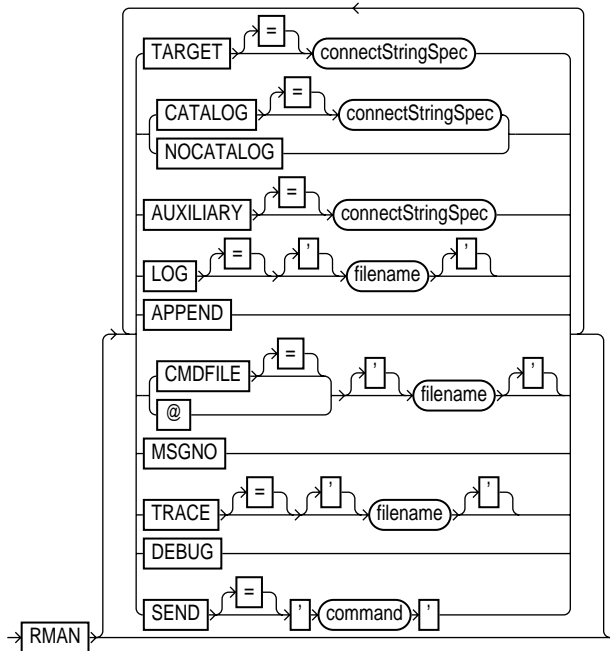 =
TARGET connectStringSpec
=
CATALOG connectStringSpec
NOCATALOG
=
AUXILIARY connectStringSpec
= ' '
LOG filename
APPEND
=
CMDFILE ' '
@ filename
MSGNO
= ' '
TRACE filename
DEBUG
=
SEND ' command '
RMAN